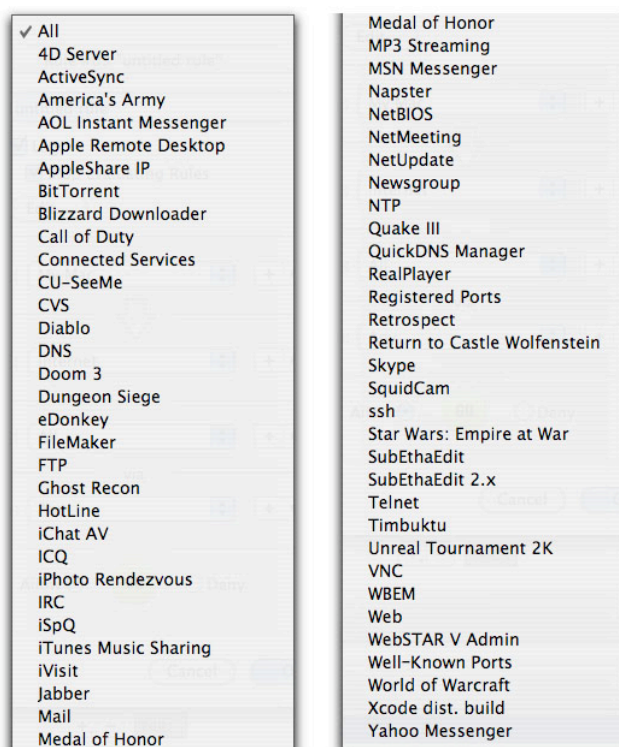 ✓ All
4D Server
ActiveSync
America's Army
AOL Instant Messenger
Apple Remote Desktop
AppleShare IP
BitTorrent
Blizzard Downloader
Call of Duty
Connected Services
CU-SeeMe
CVS
Diablo
DNS
Doom 3
Dungeon Siege
eDonkey
FileMaker
FTP
Ghost Recon
HotLine
iChat AV
ICQ
iPhoto Rendezvous
IRC
iSpQ
iTunes Music Sharing
iVisit
Jabber
Mail
Medal of Honor
Medal of Honor
MP3 Streaming
MSN Messenger
Napster
NetBIOS
NetMeeting
NetUpdate
Newsgroup
NTP
Quake III
QuickDNS Manager
RealPlayer
Registered Ports
Retrospect
Return to Castle Wolfenstein
Skype
SquidCam
ssh
Star Wars: Empire at War
SubEthaEdit
SubEthaEdit 2.x
Telnet
Timbuktu
Unreal Tournament 2K
VNC
WBEM
Web
WebSTAR V Admin
Well-Known Ports
World of Warcraft
Xcode dist. build
Yahoo Messenger